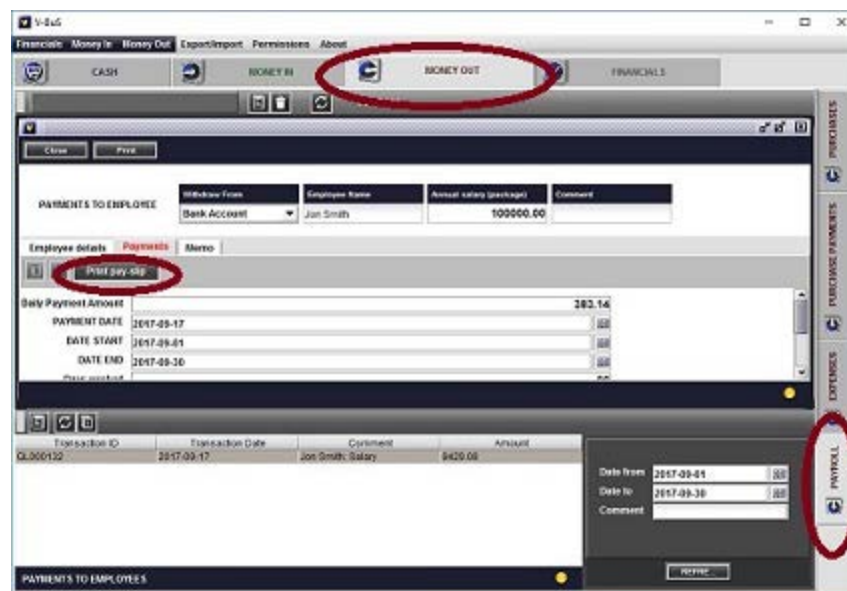 V-BuS
Financials Money In Money Out Export/Import Permissions About
CASH MONEY IN MONEY OUT FINANCIALS
Close Print
PAYMENTS TO EMPLOYEE
Withdraw From Employee Name Annual salary (package) Comment
Bank Account Jon Smith 100000.00
Employee details Payments Memo
Print pay-slip
Daily Payment Amount 383.14
PAYMENT DATE 2017-09-17
DATE START 2017-09-01
DATE END 2017-09-30
Transaction ID Transaction Date Comment Amount
GL000132 2017-09-17 Jon Smith: Salary
Date from 2017-09-01
Date to 2017-09-30
Comment
PAYMENTS TO EMPLOYEES
PURCHASES
PURCHASE PAYMENTS
EXPENSES
PAYROLL